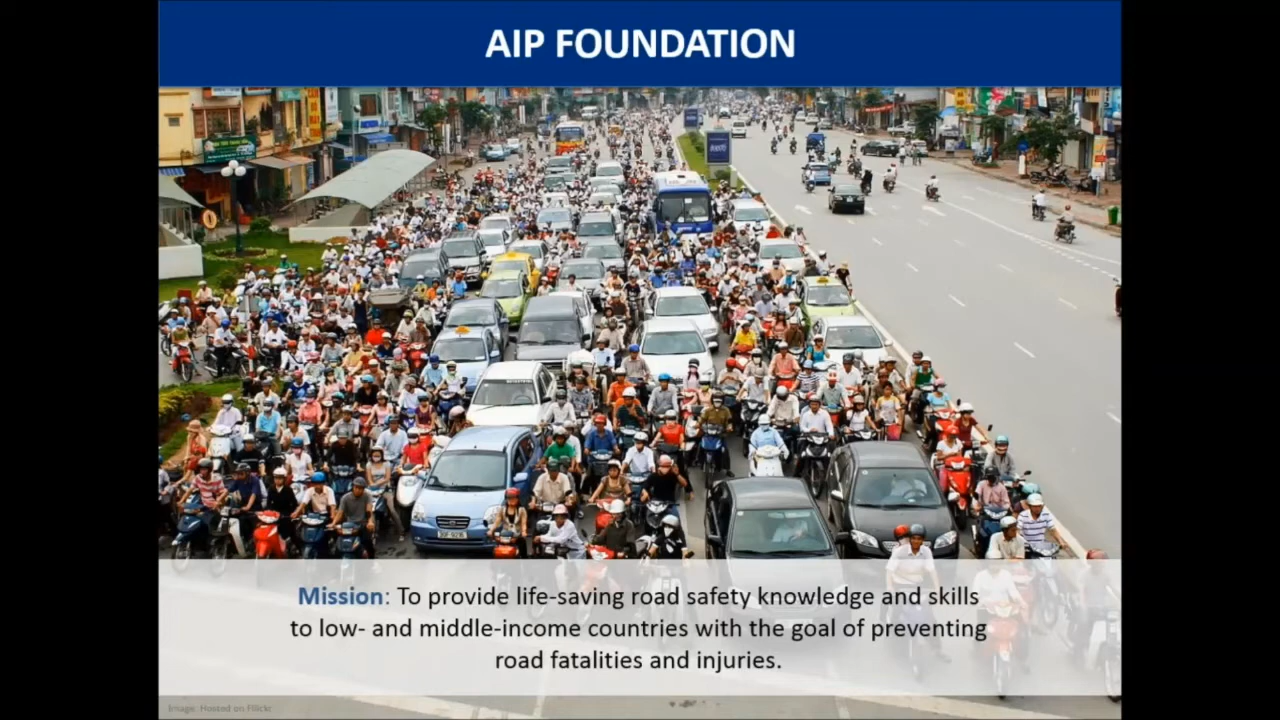 AIP FOUNDATION
Mission: To provide life-saving road safety knowledge and skills
to low- and middle-income countries with the goal of preventing
road fatalities and injuries.
Image: Hosted on Fllickr